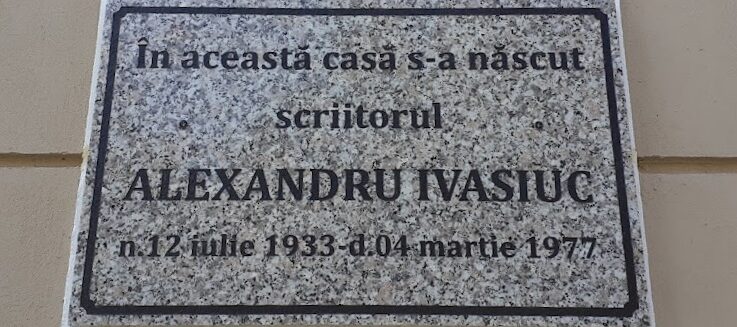 În această casă s-a născut
scriitorul
ALEXANDRU IVASIUC
n.12 iulie 1933-d.04 martie 1977